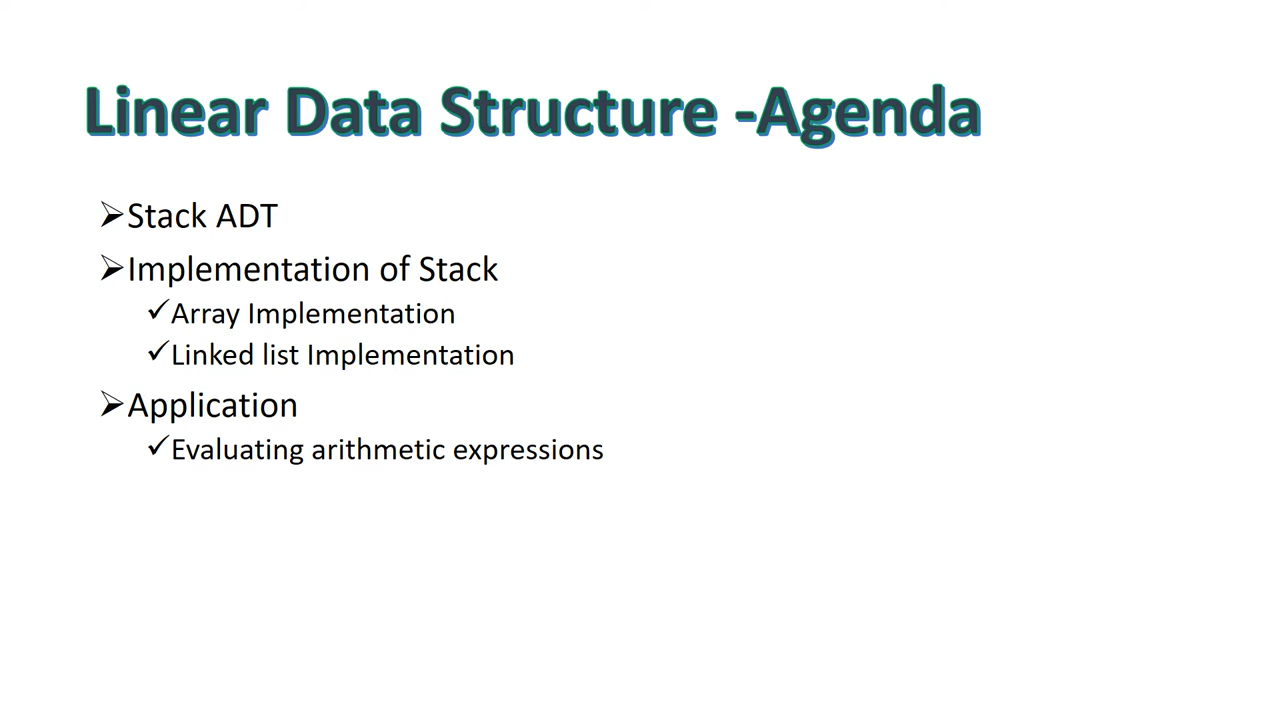 Linear Data Structure -Agenda
➢Stack ADT
➢Implementation of Stack
✓Array Implementation
✓Linked list Implementation
➢Application
✓Evaluating arithmetic expressions